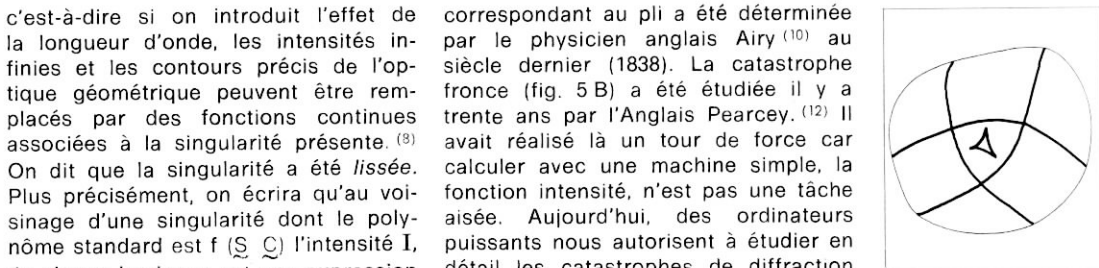 c'est-à-dire si on introduit l'effet de
la longueur d'onde, les intensités in-
finies et les contours précis de l'op-
tique géométrique peuvent être rem-
placés par des fonctions continues
associées à la singularité présente. (8)
On dit que la singularité a été lissée.
Plus précisément, on écrira qu'au voi-
sinage d'une singularité dont le poly-
nôme standard est f (S C) l'intensité I,
correspondant au pli a été déterminée
par le physicien anglais Airy (10) au
siècle dernier (1838). La catastrophe
fronce (fig. 5 B) a été étudiée il y a
trente ans par l'Anglais Pearcey. (12) Il
avait réalisé là un tour de force car
calculer avec une machine simple, la
fonction intensité, n'est pas une tâche
aisée. Aujourd'hui, des ordinateurs
puissants nous autorisent à étudier en
détail les catastrophes de diffraction